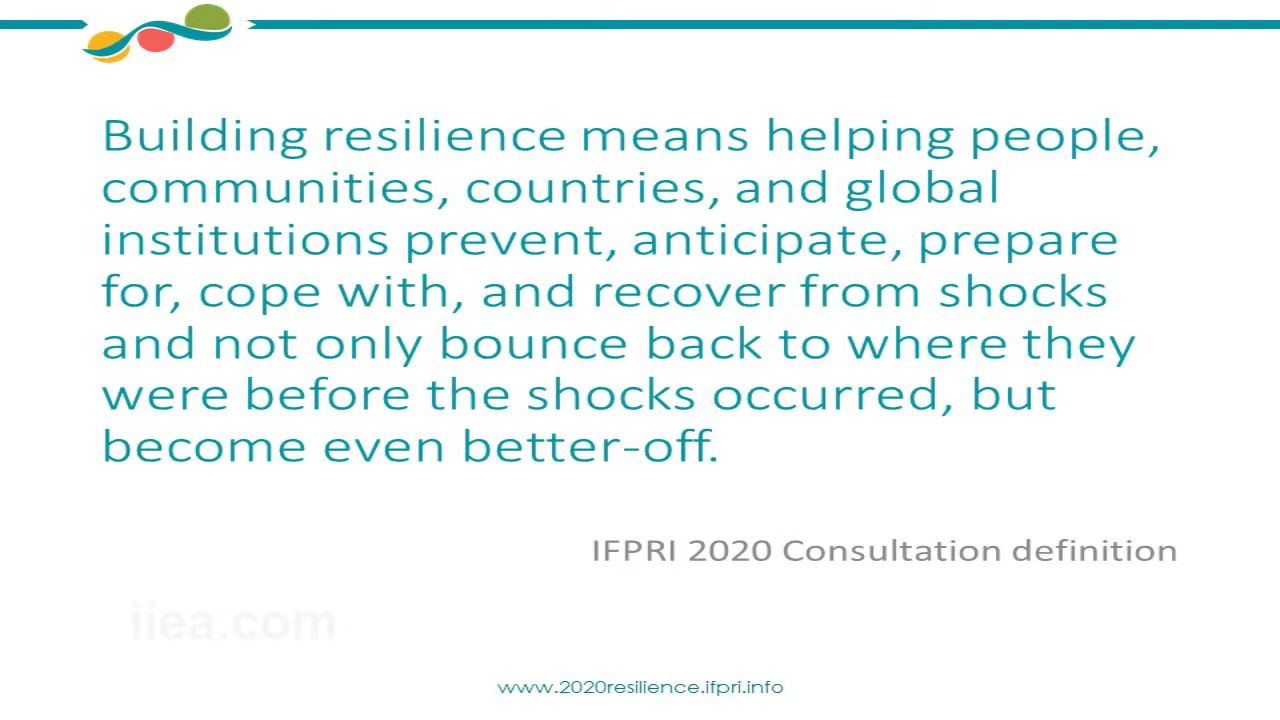 Building resilience means helping people,
communities, countries, and global
institutions prevent, anticipate, prepare
for, cope with, and recover from shocks
and not only bounce back to where they
were before the shocks occurred, but
become even better-off.
IFPRI 2020 Consultation definition
iiea.com
www.2020resilience.ifpri.info